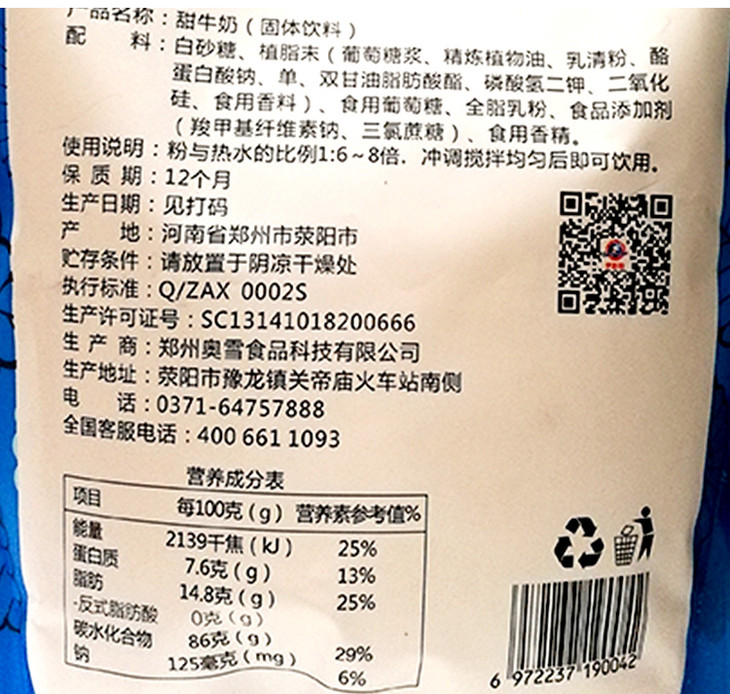 产品名称：甜牛奶（固体饮料）
配 料：白砂糖、植脂末（葡萄糖浆、精炼植物油、乳清粉、酪
蛋白酸钠、单、双甘油脂肪酸酯、磷酸氢二钾、二氧化
硅、食用香料）、食用葡萄糖、全脂乳粉、食品添加剂
（羧甲基纤维素钠、三氯蔗糖）、食用香精。
使用说明：粉与热水的比例1:6～8倍．冲调搅拌均匀后即可饮用。
保 质 期：12个月
生产日期：见打码
产 地：河南省郑州市荥阳市
贮存条件：请放置于阴凉干燥处
执行标准：Q/ZAX 0002S
生产许可证号：SC13141018200666
生 产 商：郑州奥雪食品科技有限公司
生产地址：荥阳市豫龙镇关帝庙火车站南侧
电 话：0371-64757888
全国客服电话：400 661 1093
营养成分表
项目 每100克（g） 营养素参考值%
能量 2139千焦（kJ） 25%
蛋白质 7.6克（g） 13%
脂肪 14.8克（g） 25%
-反式脂肪酸 0克（g）
碳水化合物 86克（g） 29%
钠 125毫克（mg） 6%
6 972237 190042